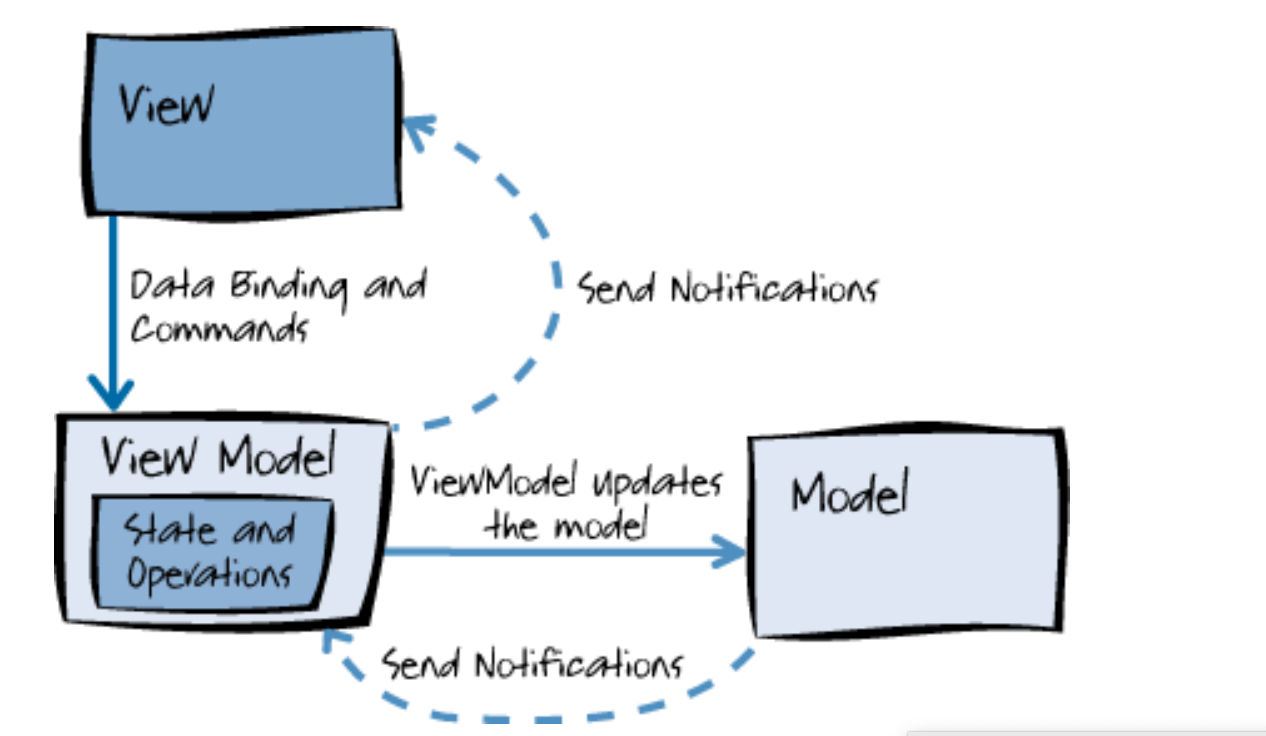 View
Data Binding and
Commands
Send Notifications
View Model
State and
Operations
ViewModel updates
the model
Model
Send Notifications